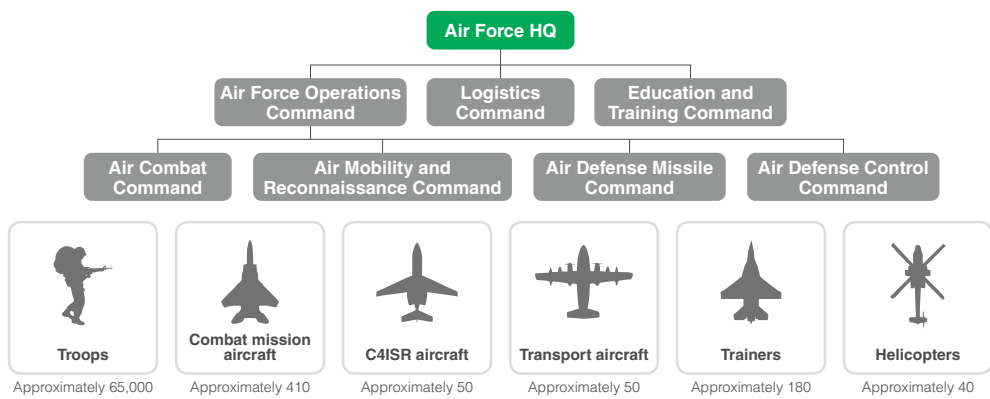 Air Force HQ
Air Force Operations
Command
Logistics
Command
Education and
Training Command
Air Combat
Command
Air Mobility and
Reconnaissance Command
Air Defense Missile
Command
Air Defense Control
Command
Troops
Combat mission
aircraft
C4ISR aircraft
Transport aircraft
Trainers
Helicopters
Approximately 65,000
Approximately 410
Approximately 50
Approximately 50
Approximately 180
Approximately 40